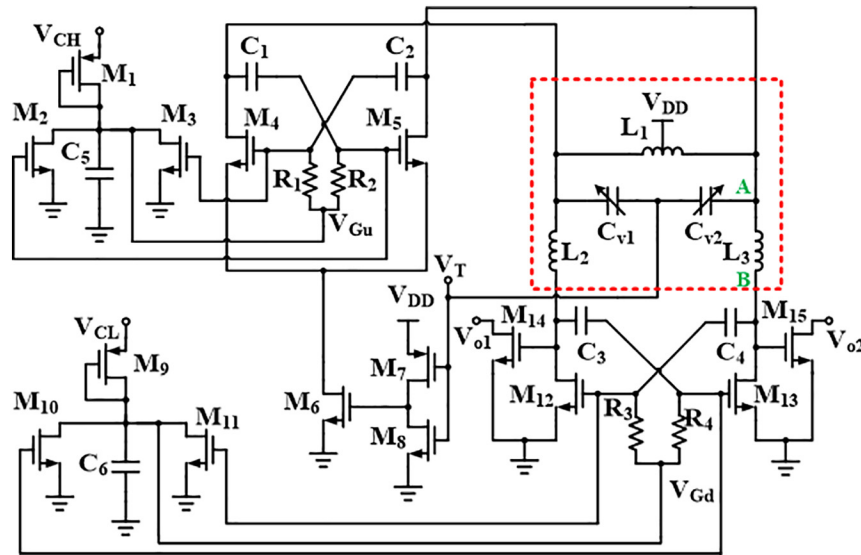 V_CH
C_1
C_2
M_1
V_DD
M_2
M_3
M_4
M_5
L_1
C_5
R_1
R_2
A
V_Gu
C_v1
C_v2
L_2
L_3
V_T
B
V_DD
V_CL
M_14
M_15
V_o1
V_o2
M_9
M_7
C_3
C_4
M_10
M_11
M_6
M_12
M_13
R_3
R_4
M_8
C_6
V_Gd